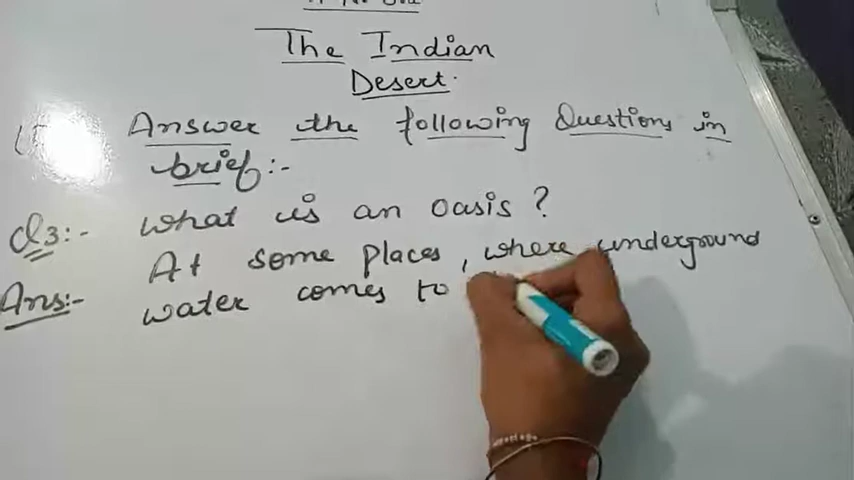 The Indian
Desert.
Answer the following Questions in
brief:-
Q3:- What is an oasis?
Ans:- At some places, where underground
water comes to